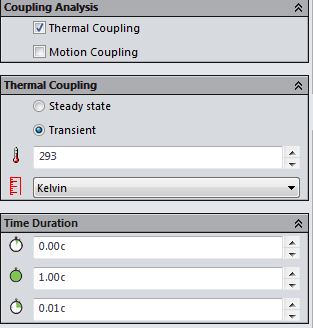 Coupling Analysis
Thermal Coupling
Motion Coupling
Thermal Coupling
Steady state
Transient
293
Kelvin
Time Duration
0.00c
1.00c
0.01c